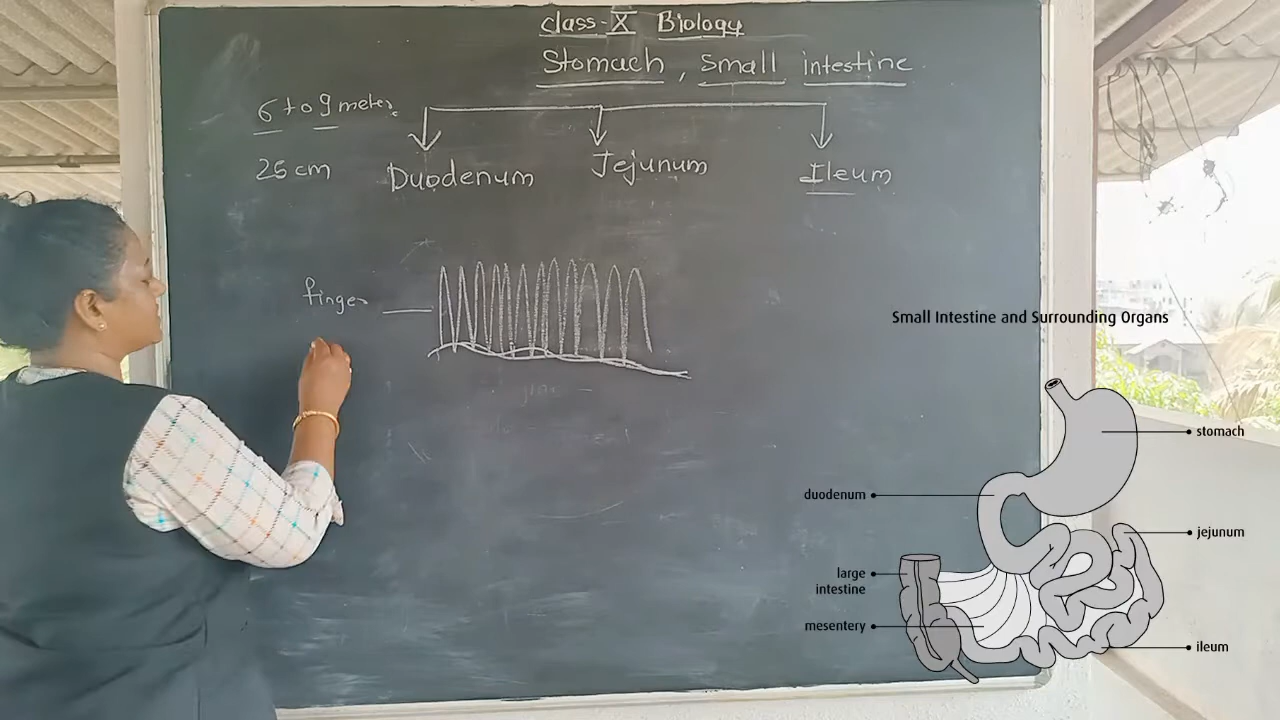 class-X Biology
Stomach, small intestine
6 to 9 meter
25 cm Duodenum Jejunum Ileum
finger
Small Intestine and Surrounding Organs
stomach
duodenum
jejunum
large
intestine
mesentery
ileum